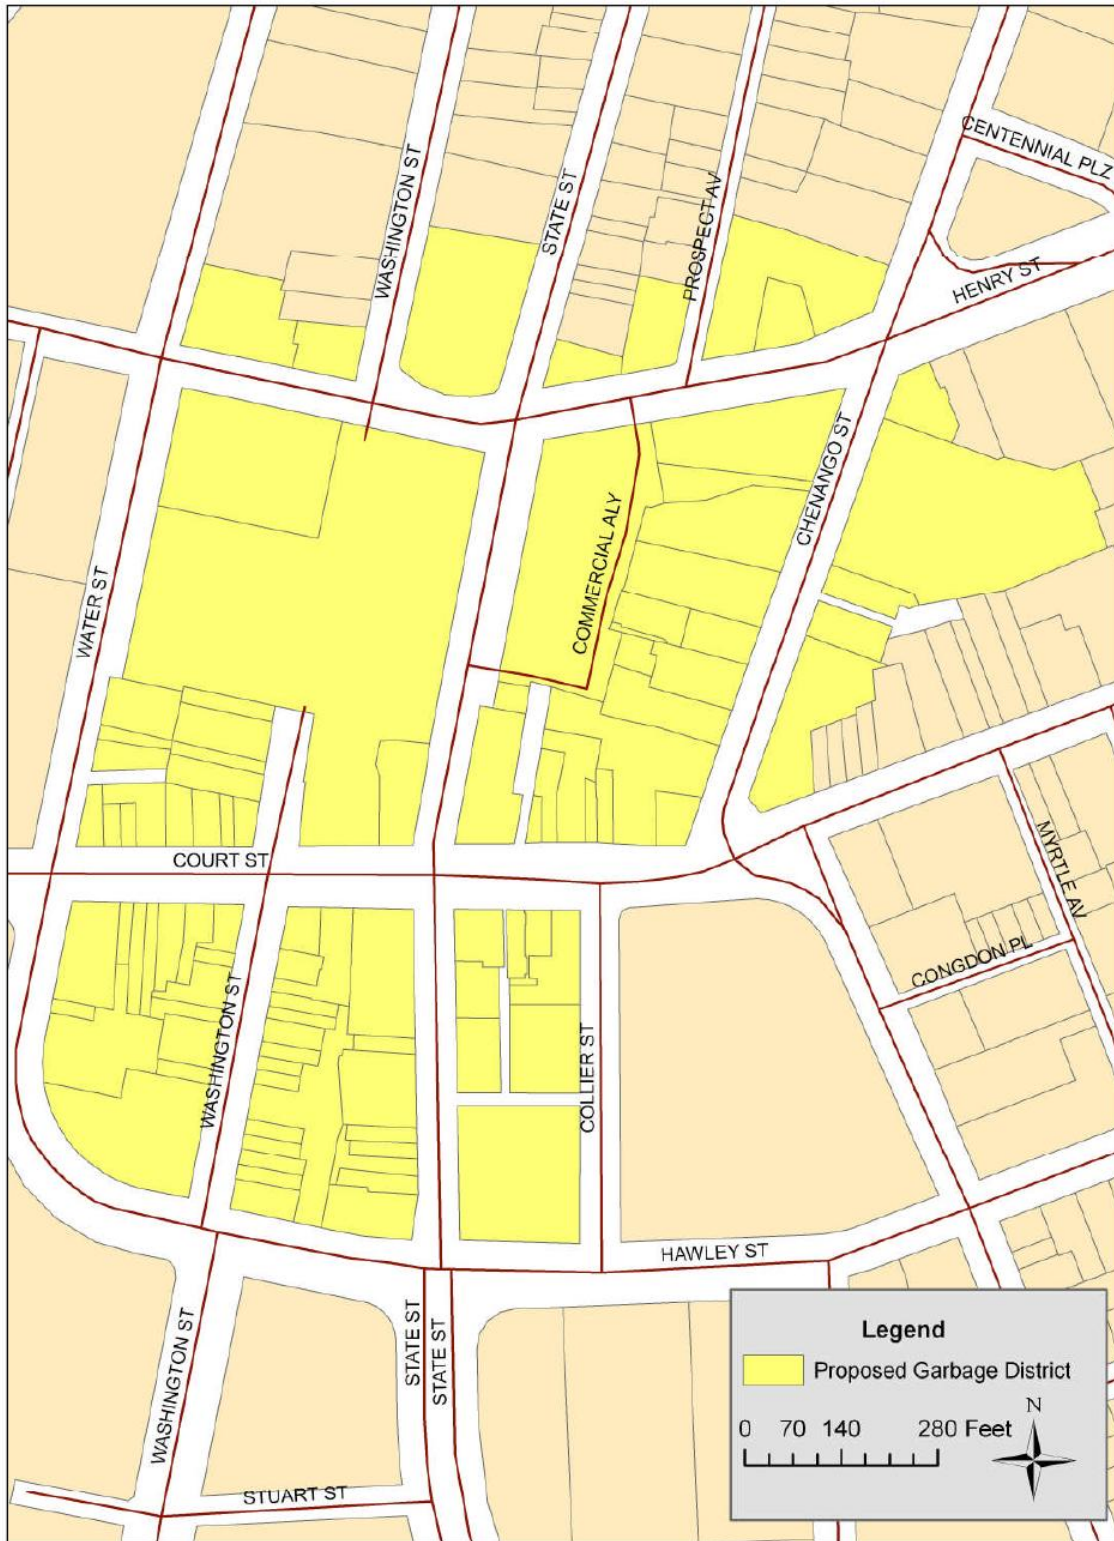 CENTENNIAL PLZ
WASHINGTON ST
STATE ST
PROSPECT AV
HENRY ST
CHENANGO ST
COMMERCIAL ALY
WATER ST
COURT ST
MYRTLE AV
CONGDON PL
WASHINGTON ST
COLLIER ST
HAWLEY ST
WASHINGTON ST
STATE ST
STATE ST
STUART ST
Legend
Proposed Garbage District
N
0 70 140 280 Feet